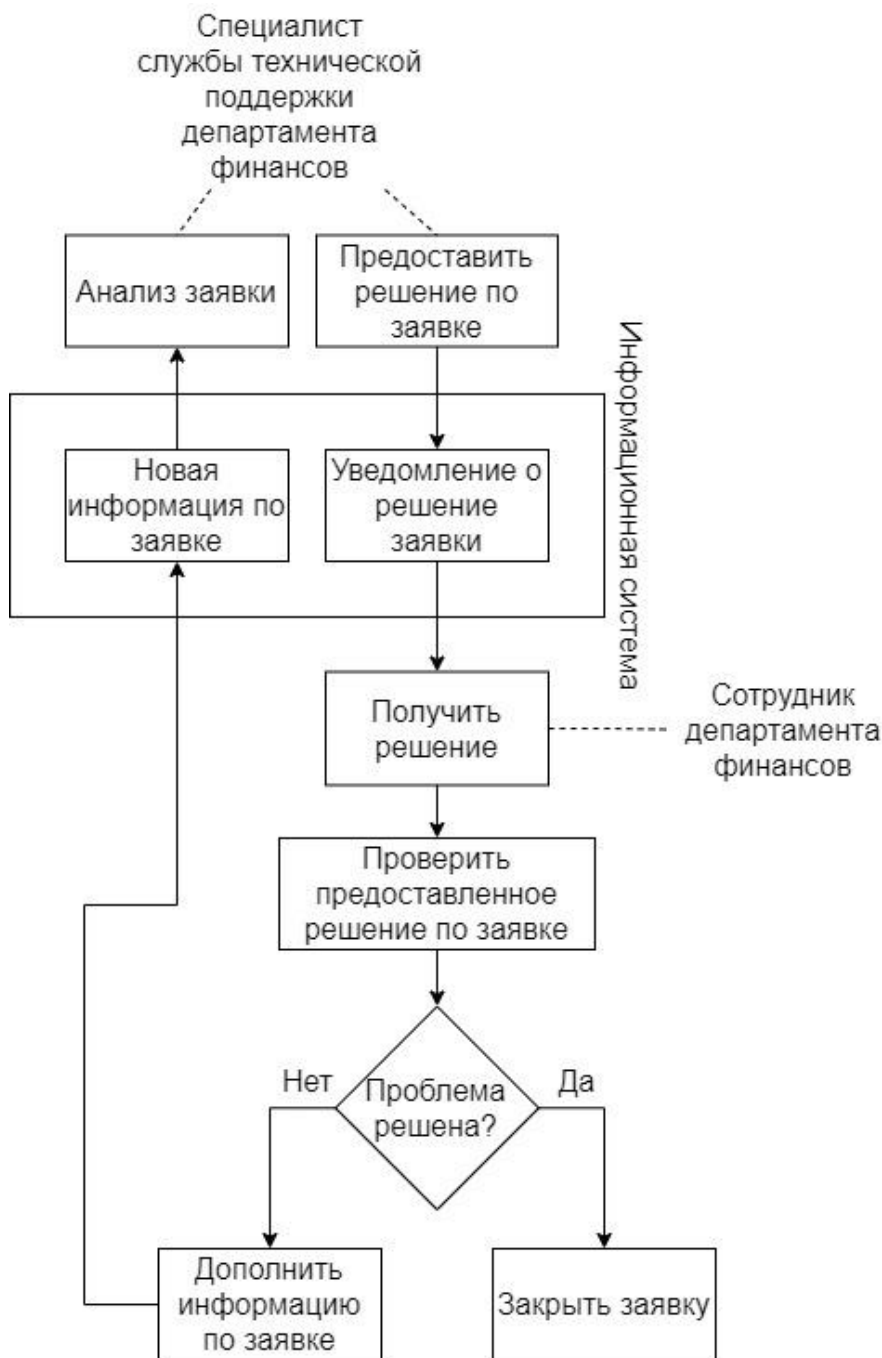 Специалист
службы технической
поддержки
департамента
финансов
Анализ заявки
Предоставить
решение по
заявке
Информационная система
Новая
информация по
заявке
Уведомление о
решение
заявки
Получить
решение
Сотрудник
департамента
финансов
Проверить
предоставленное
решение по заявке
Нет
Проблема
решена?
Да
Дополнить
информацию
по заявке
Закрыть заявку